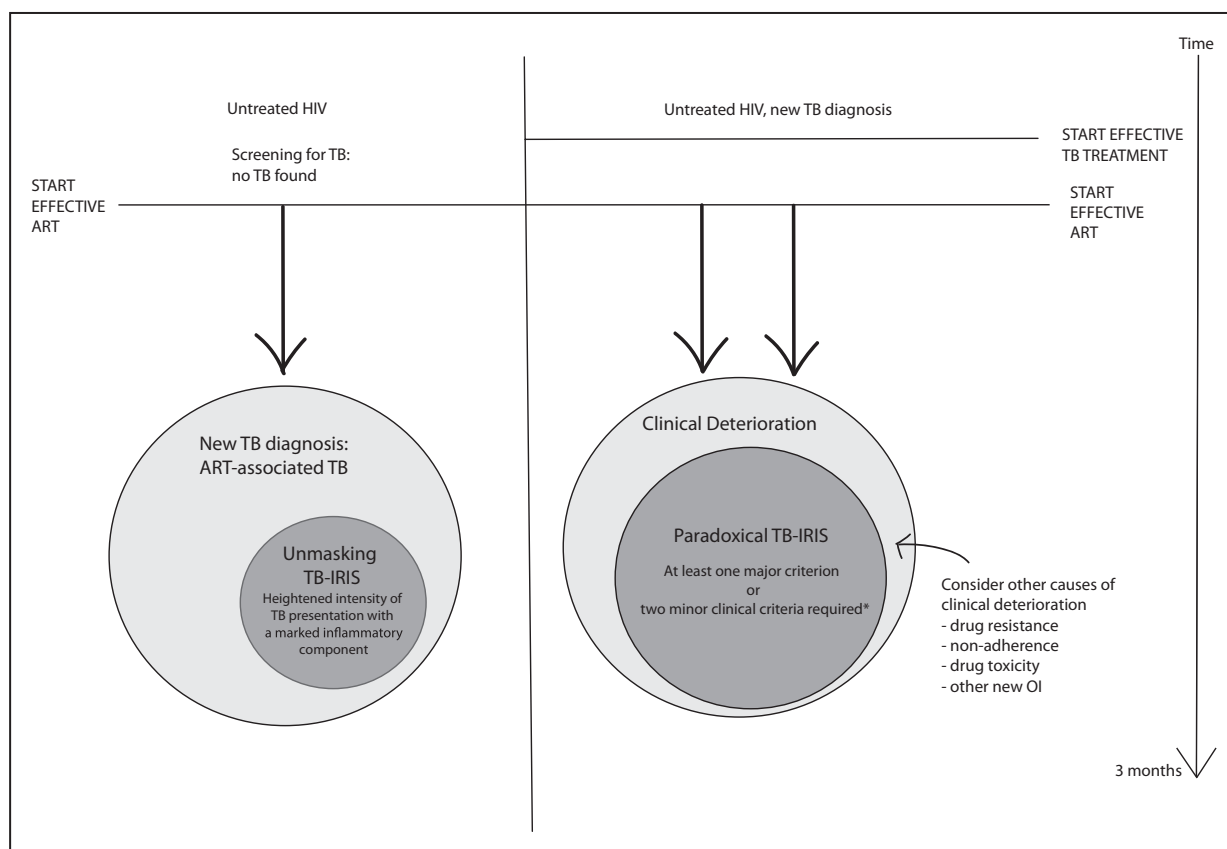 Time
Untreated HIV
Screening for TB:
no TB found
START
EFFECTIVE
ART
Untreated HIV, new TB diagnosis
START EFFECTIVE
TB TREATMENT
START
EFFECTIVE
ART
New TB diagnosis:
ART-associated TB
Unmasking
TB-IRIS
Heightened intensity of
TB presentation with
a marked inflammatory
component
Clinical Deterioration
Paradoxical TB-IRIS
At least one major criterion
or
two minor clinical criteria required*
Consider other causes of
clinical deterioration
- drug resistance
- non-adherence
- drug toxicity
- other new OI
3 months